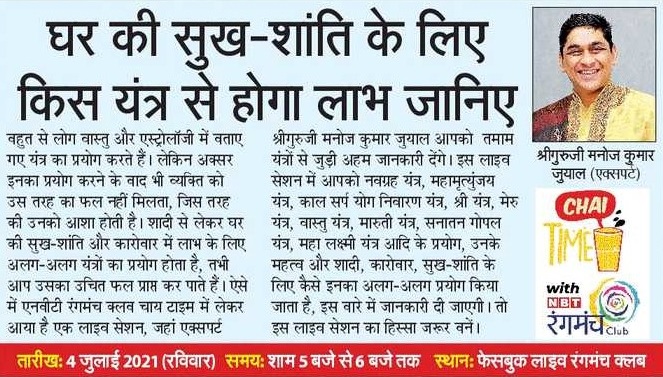 घर की सुख-शांति के लिए
किस यंत्र से होगा लाभ जानिए
वहुत से लोग वास्तु और एस्ट्रोलॉजी में वताए
गए यंत्र का प्रयोग करते हैं। लेकिन अक्सर
इनका प्रयोग करने के वाद भी व्यक्ति को
उस तरह का फल नहीं मिलता, जिस तरह
की उनको आशा होती है। शादी से लेकर घर
की सुख-शांति और कारोवार में लाभ के लिए
अलग-अलग यंत्रों का प्रयोग होता है, तभी
आप उसका उचित फल प्राप्त कर पाते हैं। ऐसे
में एनवीटी रंगमंच क्लव चाय टाइम में लेकर
आया है एक लाइव सेशन, जहां एक्सपर्ट
श्रीगुरुजी मनोज कुमार जुयाल आपको तमाम
यंत्रों से जुड़ी अहम जानकारी देंगे। इस लाइव
सेशन में आपको नवग्रह यंत्र, महामृत्युंजय
यंत्र, काल सर्प योग निवारण यंत्र, श्री यंत्र, मेरु
यंत्र, वास्तु यंत्र, मारुती यंत्र, सनातन गोपल
यंत्र, महा लक्ष्मी यंत्र आदि के प्रयोग, उनके
महत्व और शादी, कारोवार, सुख-शांति के
लिए कैसे इनका अलग-अलग प्रयोग किया
जाता है, इस वारे में जानकारी दी जाएगी। तो
इस लाइव सेशन का हिस्सा जरूर वनें।
श्रीगुरुजी मनोज कुमार
जुयाल (एक्सपर्ट)
CHAI
TIME
with
NBT
रंगमंच
Club
तारीख: 4 जुलाई 2021 (रविवार) समय: शाम 5 बजे से 6 बजे तक स्थान: फेसबुक लाइव रंगमंच क्लब